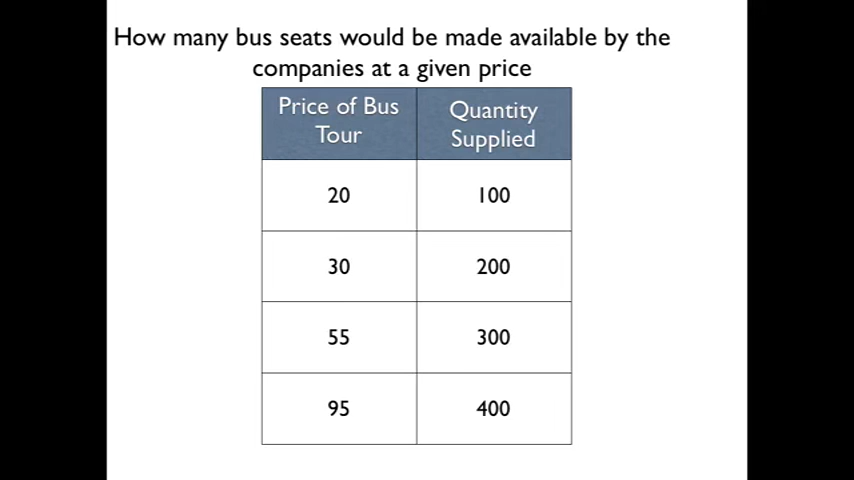 How many bus seats would be made available by the
companies at a given price
Price of Bus
Tour
Quantity
Supplied
20 100
30 200
55 300
95 400